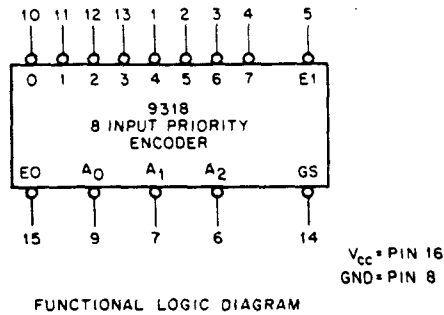 10 11 12 13 1 2 3 4 5
0 1 2 3 4 5 6 7 E1
9318
8 INPUT PRIORITY
ENCODER
EO A0 A1 A2 GS
15 9 7 6 14
VCC = PIN 16
GND = PIN 8
FUNCTIONAL LOGIC DIAGRAM